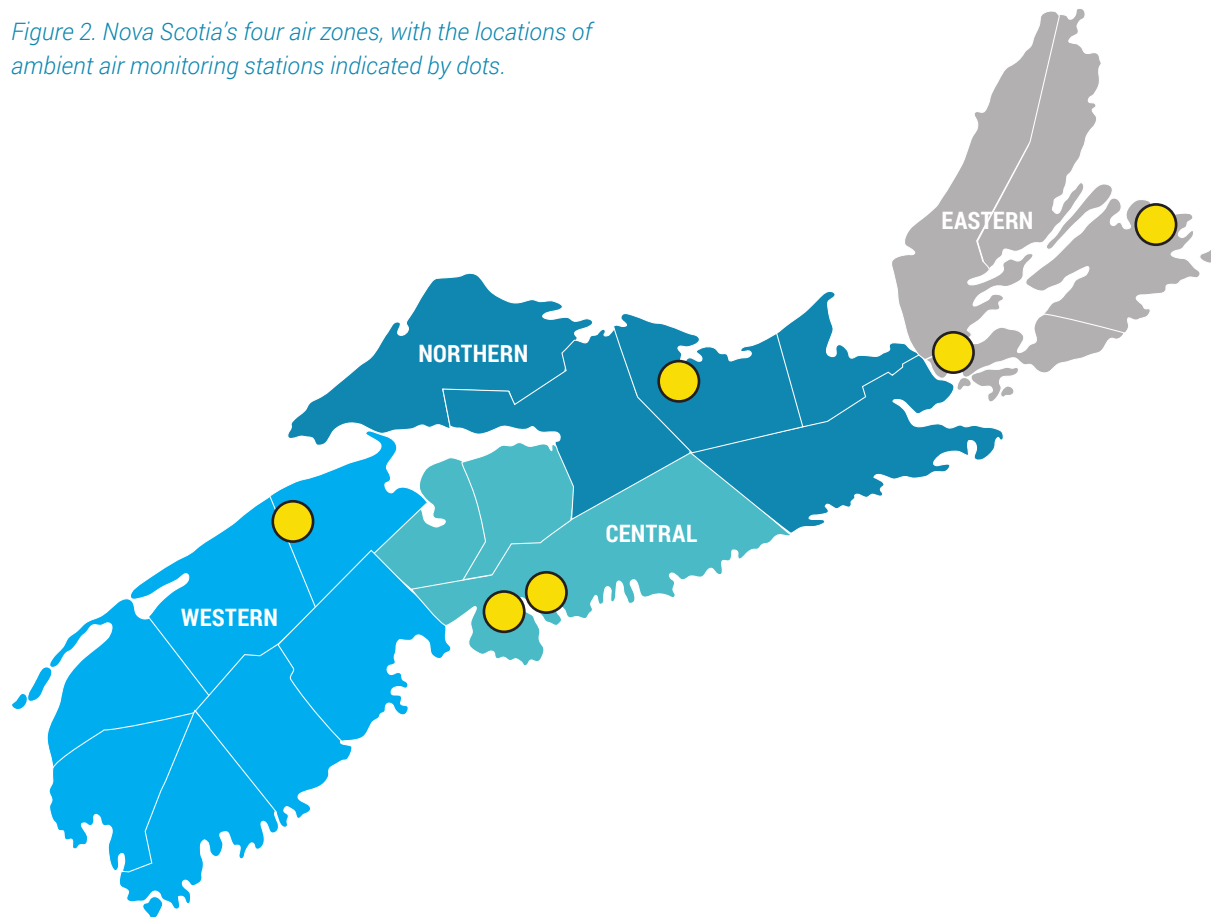 Figure 2. Nova Scotia’s four air zones, with the locations of
ambient air monitoring stations indicated by dots.
EASTERN
NORTHERN
CENTRAL
WESTERN